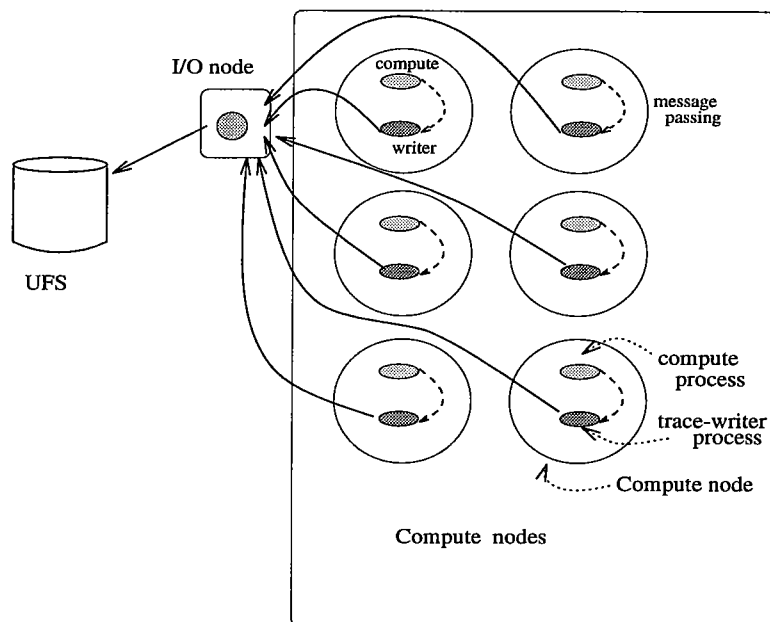 I/O node
compute
writer
message
passing
UFS
compute
process
trace-writer
process
Compute node
Compute nodes